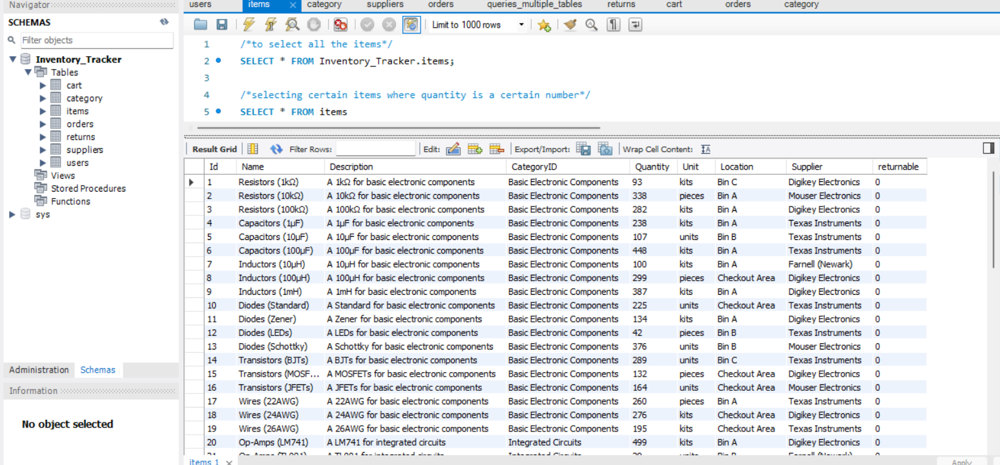 Navigator
SCHEMAS
Filter objects
Inventory_Tracker
Tables
cart
category
items
orders
returns
suppliers
users
Views
Stored Procedures
Functions
sys
Administration Schemas
Information
No object selected
users items category suppliers orders queries_multiple_tables returns cart orders category
Limit to 1000 rows
1 /*to select all the items*/
2 SELECT * FROM Inventory_Tracker.items;
3
4 /*selecting certain items where quantity is a certain number*/
5 SELECT * FROM items
Result Grid Filter Rows: Edit: Export/Import: Wrap Cell Content:
Id Name Description CategoryID Quantity Unit Location Supplier returnable
1 Resistors (1kΩ) A 1kΩ for basic electronic components Basic Electronic Components 93 kits Bin C Digikey Electronics 0
2 Resistors (10kΩ) A 10kΩ for basic electronic components Basic Electronic Components 338 pieces Bin A Mouser Electronics 0
3 Resistors (100kΩ) A 100kΩ for basic electronic components Basic Electronic Components 282 kits Bin A Digikey Electronics 0
4 Capacitors (1µF) A 1µF for basic electronic components Basic Electronic Components 238 kits Bin A Texas Instruments 0
5 Capacitors (10µF) A 10µF for basic electronic components Basic Electronic Components 107 units Bin B Texas Instruments 0
6 Capacitors (100µF) A 100µF for basic electronic components Basic Electronic Components 448 kits Bin A Texas Instruments 0
7 Inductors (10µH) A 10µH for basic electronic components Basic Electronic Components 100 kits Bin A Farnell (Newark) 0
8 Inductors (100µH) A 100µH for basic electronic components Basic Electronic Components 299 pieces Checkout Area Digikey Electronics 0
9 Inductors (1mH) A 1mH for basic electronic components Basic Electronic Components 387 kits Bin A Digikey Electronics 0
10 Diodes (Standard) A Standard for basic electronic components Basic Electronic Components 225 units Checkout Area Texas Instruments 0
11 Diodes (Zener) A Zener for basic electronic components Basic Electronic Components 134 kits Bin A Digikey Electronics 0
12 Diodes (LEDs) A LEDs for basic electronic components Basic Electronic Components 42 pieces Bin B Texas Instruments 0
13 Diodes (Schottky) A Schottky for basic electronic components Basic Electronic Components 376 units Bin B Mouser Electronics 0
14 Transistors (BJTs) A BJTs for basic electronic components Basic Electronic Components 289 units Bin C Texas Instruments 0
15 Transistors (MOSF... A MOSFETs for basic electronic components Basic Electronic Components 132 pieces Checkout Area Digikey Electronics 0
16 Transistors (JFETs) A JFETs for basic electronic components Basic Electronic Components 164 units Checkout Area Mouser Electronics 0
17 Wires (22AWG) A 22AWG for basic electronic components Basic Electronic Components 260 pieces Bin A Texas Instruments 0
18 Wires (24AWG) A 24AWG for basic electronic components Basic Electronic Components 276 kits Checkout Area Digikey Electronics 0
19 Wires (26AWG) A 26AWG for basic electronic components Basic Electronic Components 195 kits Checkout Area Texas Instruments 0
20 Op-Amps (LM741) A LM741 for integrated circuits Integrated Circuits 499 kits Bin A Digikey Electronics 0
items 1
Apply